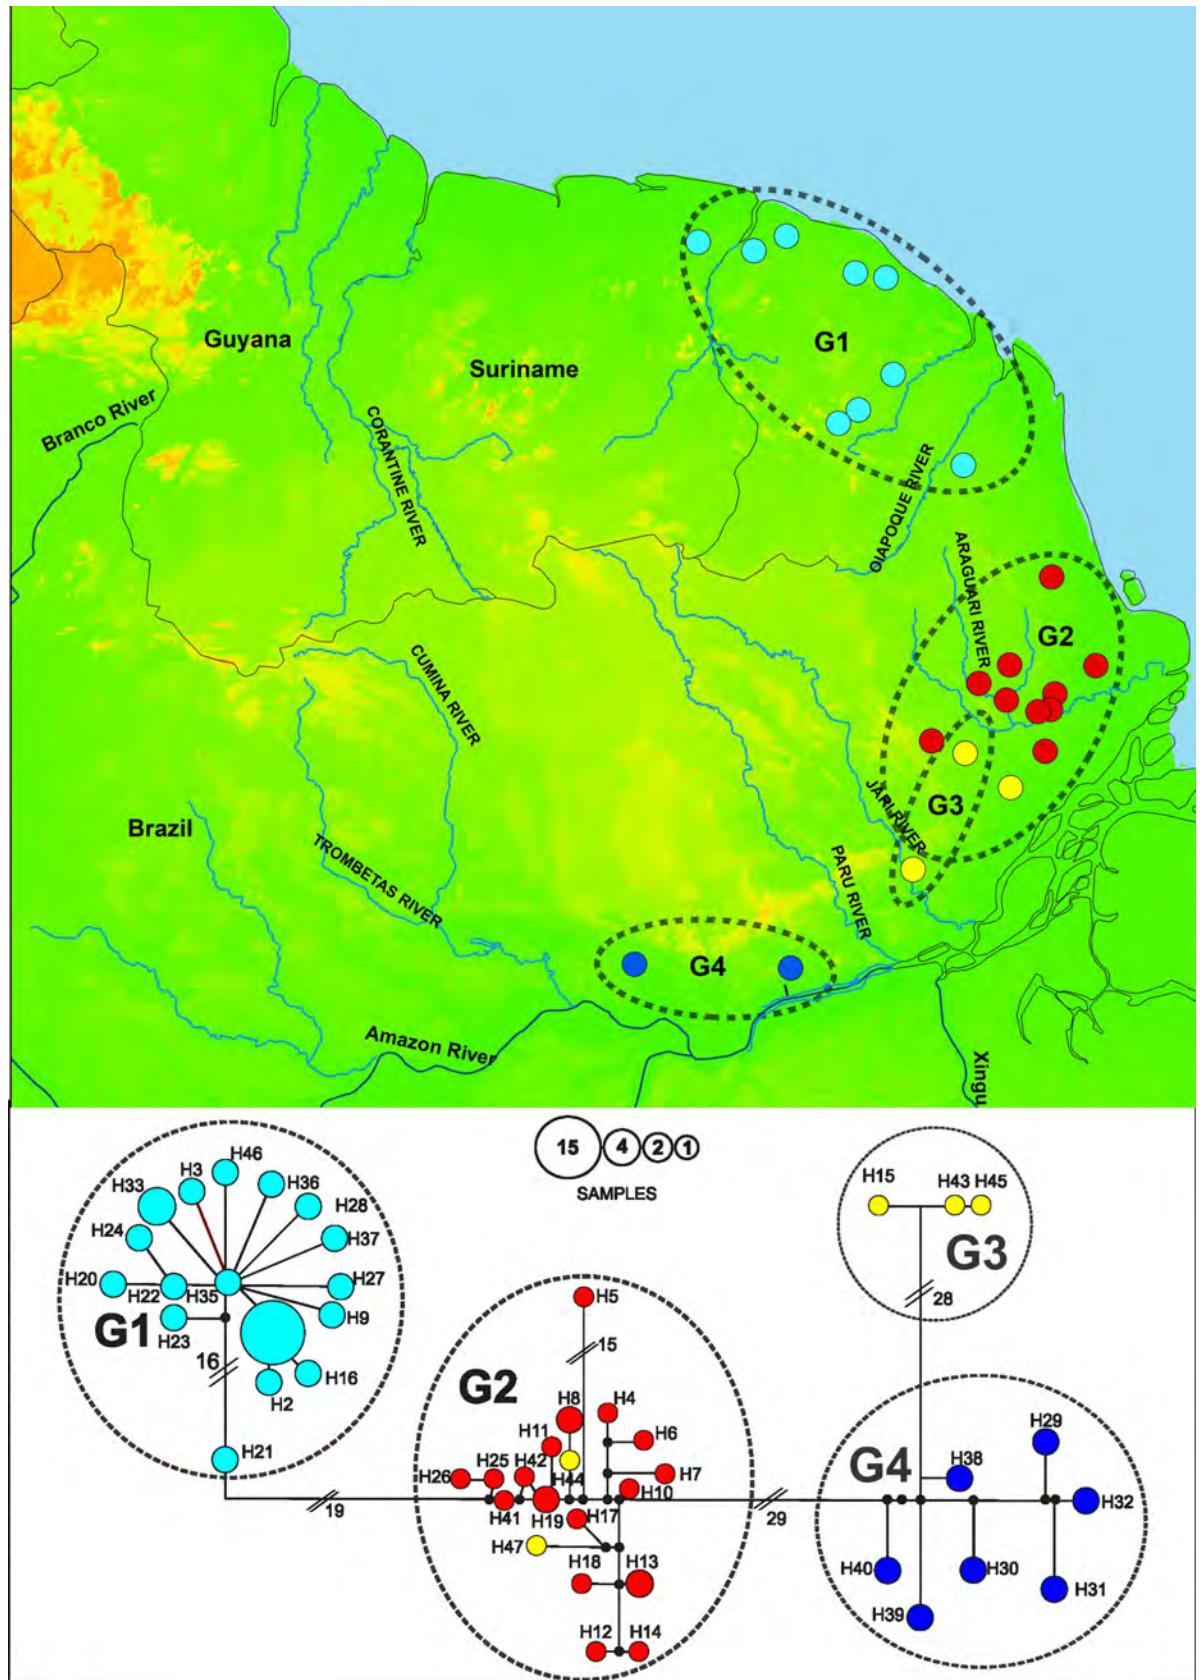 G1
Guyana
Suriname
Branco River
CORANTINE RIVER
OIAPOQUE RIVER
ARAGUARI RIVER
G2
CUMINA RIVER
G3
JARI RIVER
Brazil
TROMBETAS RIVER
PARU RIVER
G4
Amazon River
Xingu
15 4 2 1
SAMPLES
H46
H3
H33
H36
H28
H24
H37
H20
H22
H35
H27
H9
H23
G1
16
H16
H2
H21
19
H5
15
G2
H8
H4
H11
H6
H42
H25
H26
H44
H7
H10
H41
H19
H17
H47
H18
H13
H12
H14
29
H15
H43
H45
G3
28
H29
G4
H38
H32
H40
H30
H31
H39